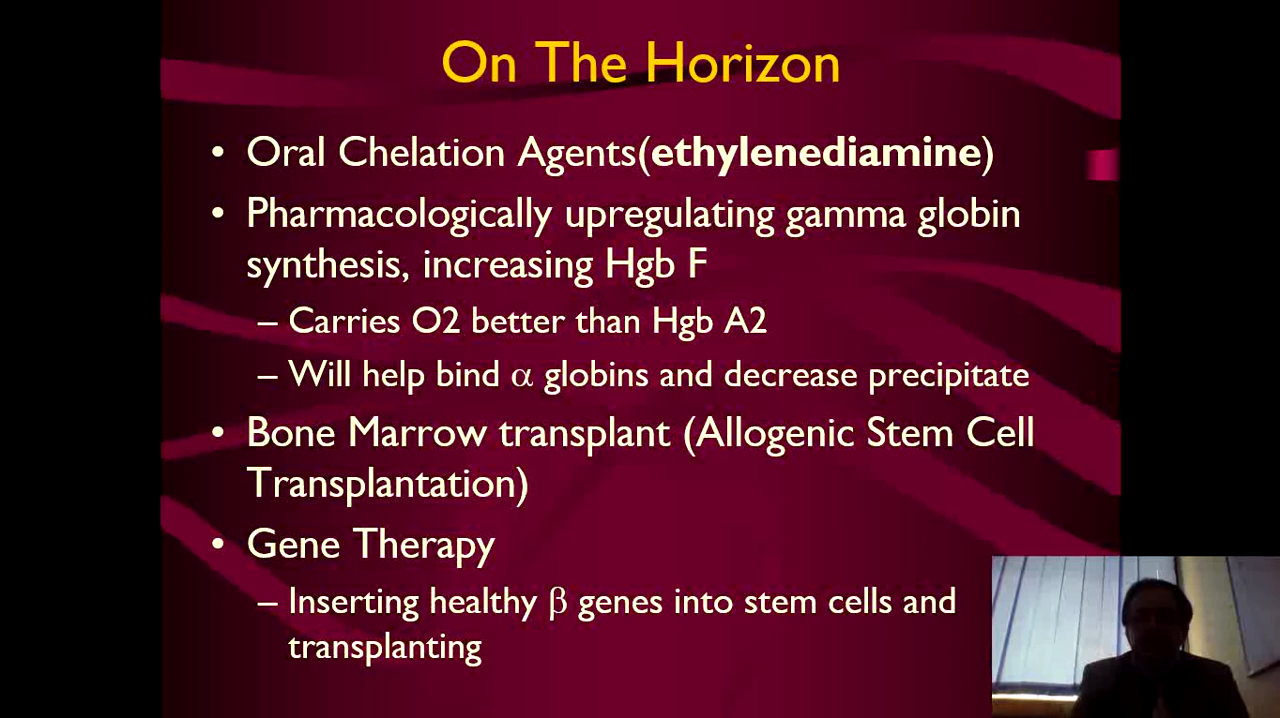 On The Horizon
• Oral Chelation Agents(ethylenediamine)
• Pharmacologically upregulating gamma globin
synthesis, increasing Hgb F
– Carries O2 better than Hgb A2
– Will help bind α globins and decrease precipitate
• Bone Marrow transplant (Allogenic Stem Cell
Transplantation)
• Gene Therapy
– Inserting healthy β genes into stem cells and
transplanting